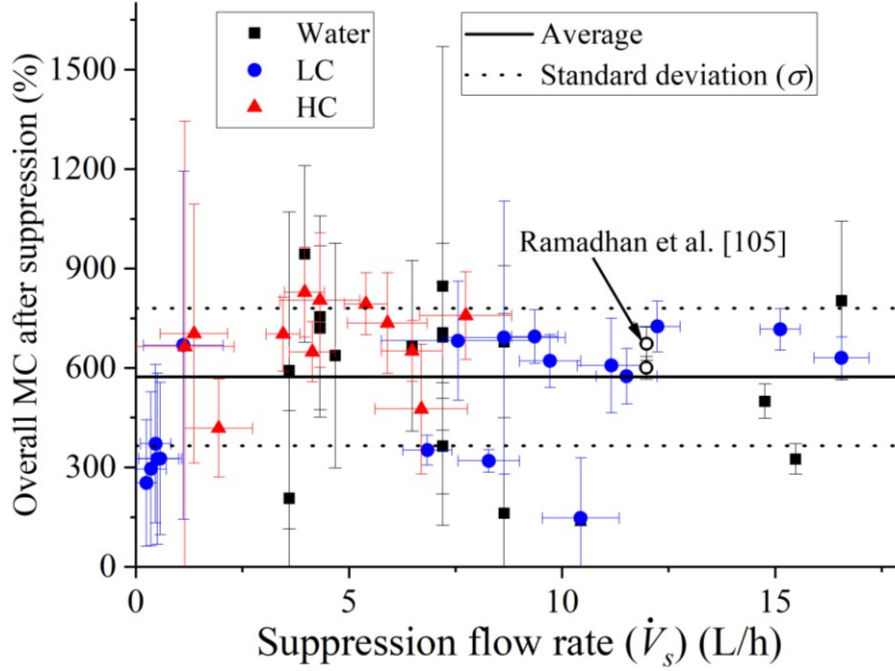 Water
LC
HC
Average
Standard deviation (σ)
Ramadhan et al. [105]
Overall MC after suppression (%)
1500
1200
900
600
300
0
0 5 10 15
Suppression flow rate (V̇ₛ) (L/h)